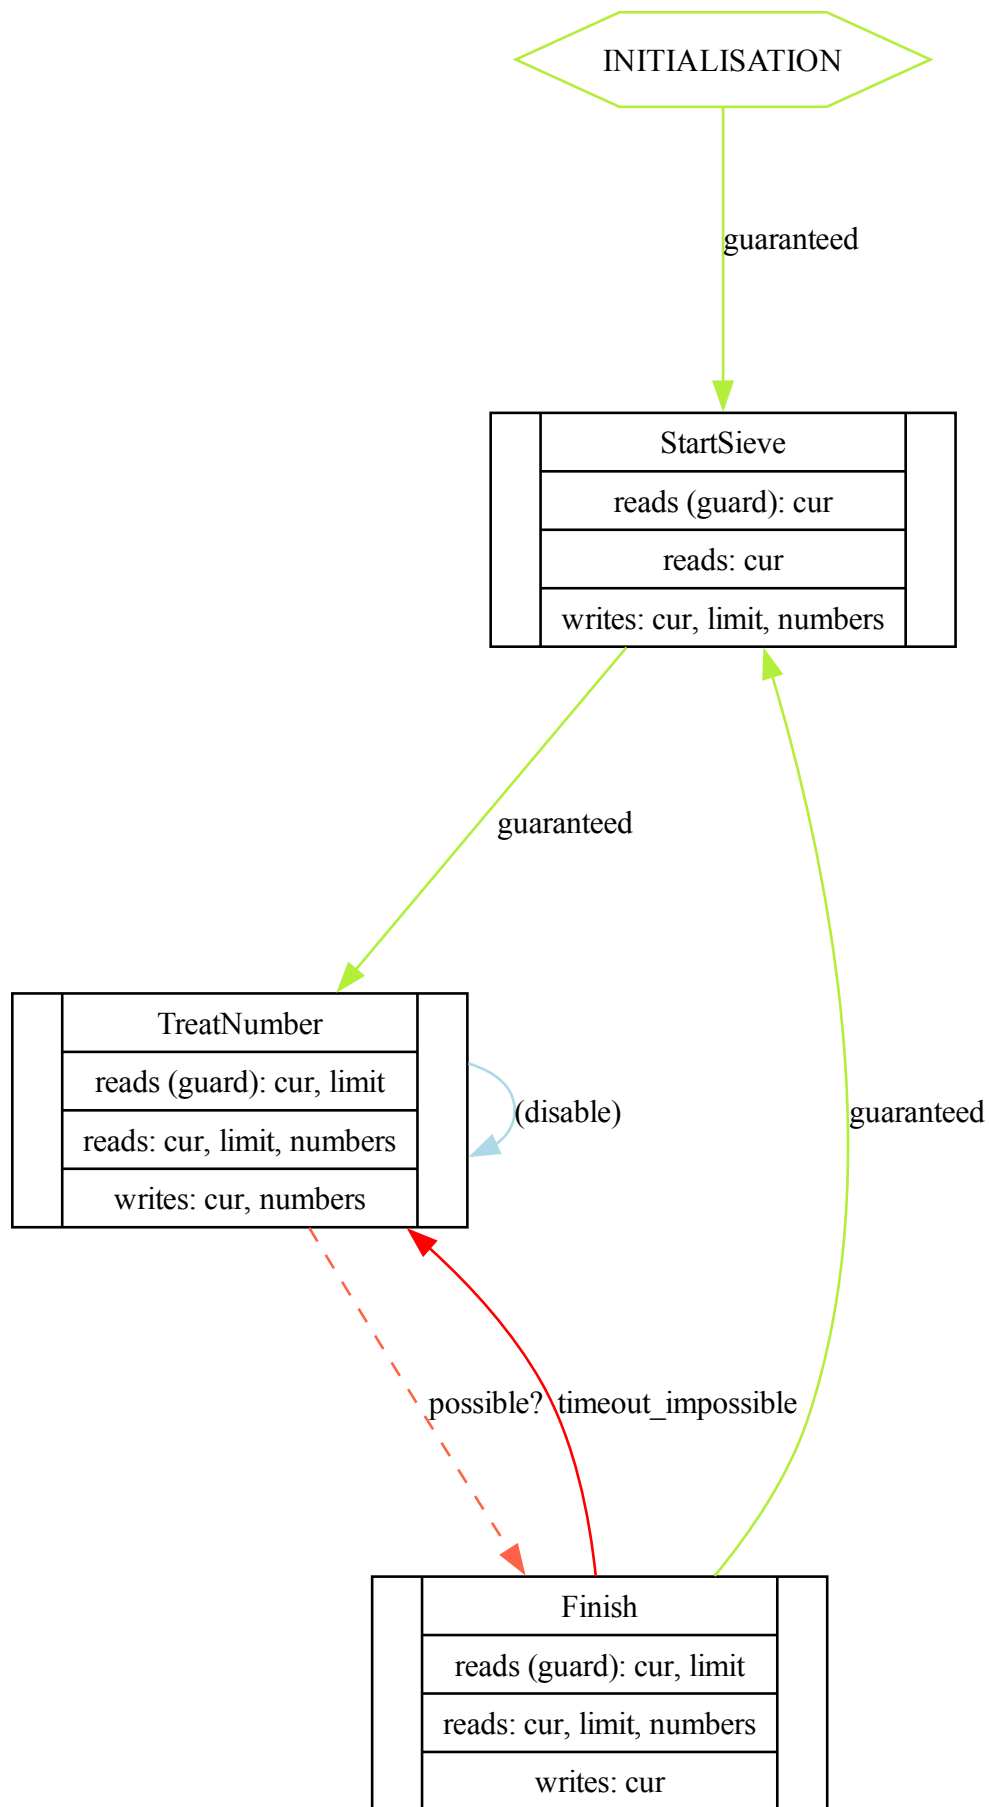 INITIALISATION
guaranteed
StartSieve
reads (guard): cur
reads: cur
writes: cur, limit, numbers
guaranteed
TreatNumber
reads (guard): cur, limit
reads: cur, limit, numbers
writes: cur, numbers
(disable)
guaranteed
possible?
timeout_impossible
Finish
reads (guard): cur, limit
reads: cur, limit, numbers
writes: cur